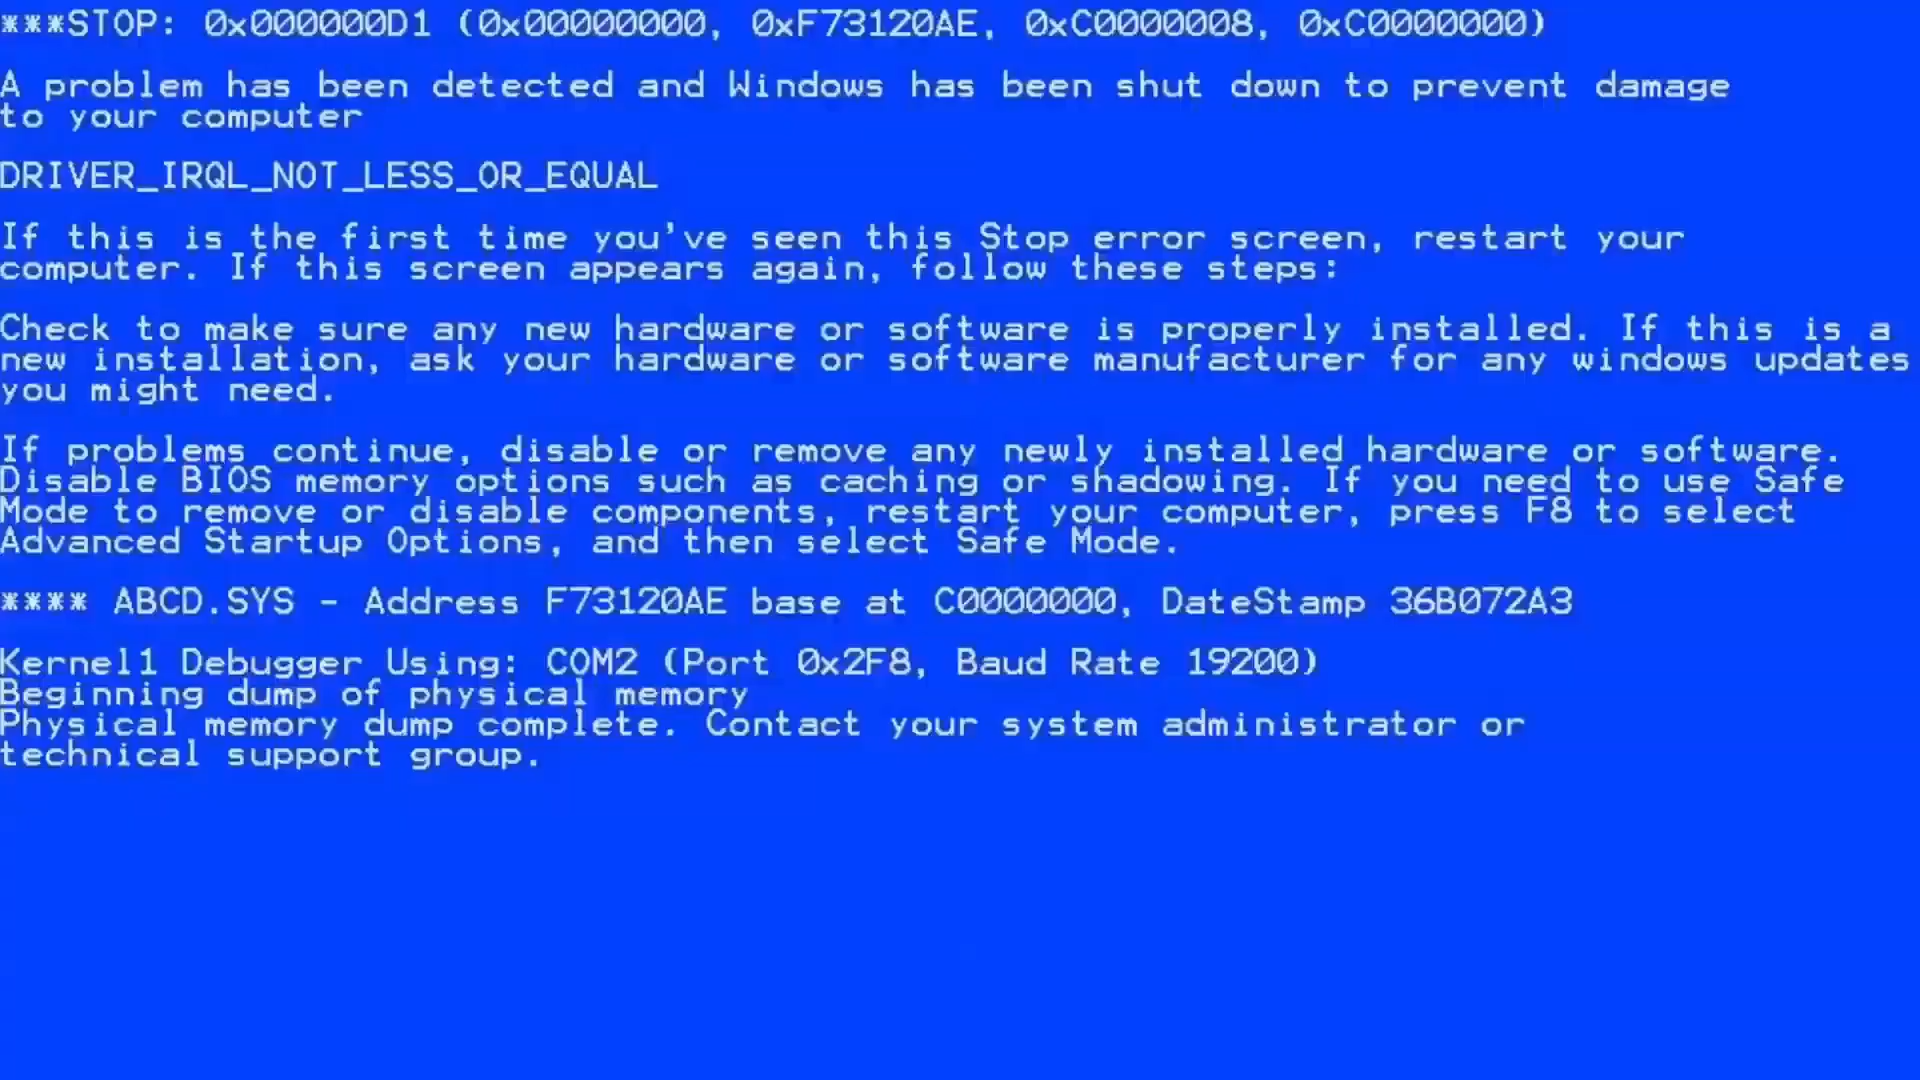 ***STOP: 0x000000D1 (0x00000000, 0xF73120AE, 0xC0000008, 0xC0000000)
A problem has been detected and Windows has been shut down to prevent damage
to your computer
DRIVER_IRQL_NOT_LESS_OR_EQUAL
If this is the first time you've seen this Stop error screen, restart your
computer. If this screen appears again, follow these steps:
Check to make sure any new hardware or software is properly installed. If this is a
new installation, ask your hardware or software manufacturer for any windows updates
you might need.
If problems continue, disable or remove any newly installed hardware or software.
Disable BIOS memory options such as caching or shadowing. If you need to use Safe
Mode to remove or disable components, restart your computer, press F8 to select
Advanced Startup Options, and then select Safe Mode.
**** ABCD.SYS - Address F73120AE base at C0000000, DateStamp 36B072A3
Kernel1 Debugger Using: COM2 (Port 0x2F8, Baud Rate 19200)
Beginning dump of physical memory
Physical memory dump complete. Contact your system administrator or
technical support group.